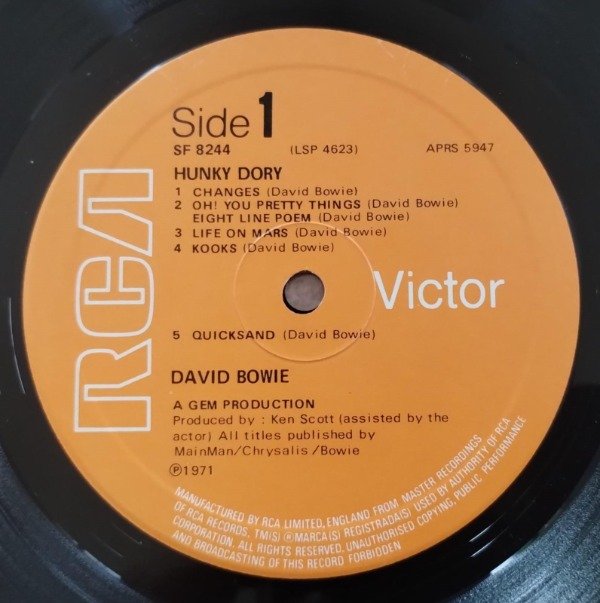 Side 1
SF 8244 (LSP 4623) APRS 5947
HUNKY DORY
1 CHANGES (David Bowie)
2 OH! YOU PRETTY THINGS (David Bowie)
EIGHT LINE POEM (David Bowie)
3 LIFE ON MARS (David Bowie)
4 KOOKS (David Bowie)
RCA
Victor
5 QUICKSAND (David Bowie)
DAVID BOWIE
A GEM PRODUCTION
Produced by : Ken Scott (assisted by the
actor) All titles published by
MainMan/Chrysalis/Bowie
Ⓟ1971
MANUFACTURED BY RCA LIMITED, ENGLAND FROM MASTER RECORDINGS
OF RCA RECORDS, TM(S) ® MARCA(S) REGISTRADA(S) USED BY AUTHORITY OF RCA
CORPORATION. ALL RIGHTS RESERVED. UNAUTHORISED COPYING, PUBLIC PERFORMANCE
AND BROADCASTING OF THIS RECORD FORBIDDEN